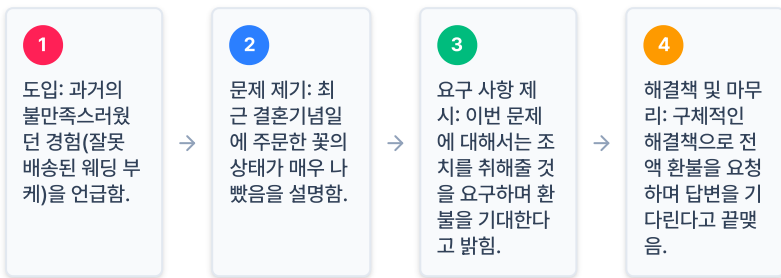 1
도입: 과거의
불만족스러웠
던 경험(잘못
배송된 웨딩 부
케)을 언급함.
2
문제 제기: 최
근 결혼기념일
에 주문한 꽃의
상태가 매우 나
빴음을 설명함.
3
요구 사항 제
시: 이번 문제
에 대해서는 조
치를 취해줄 것
을 요구하며 환
불을 기대한다
고 밝힘.
4
해결책 및 마무
리: 구체적인
해결책으로 전
액 환불을 요청
하며 답변을 기
다린다고 끝맺
음.